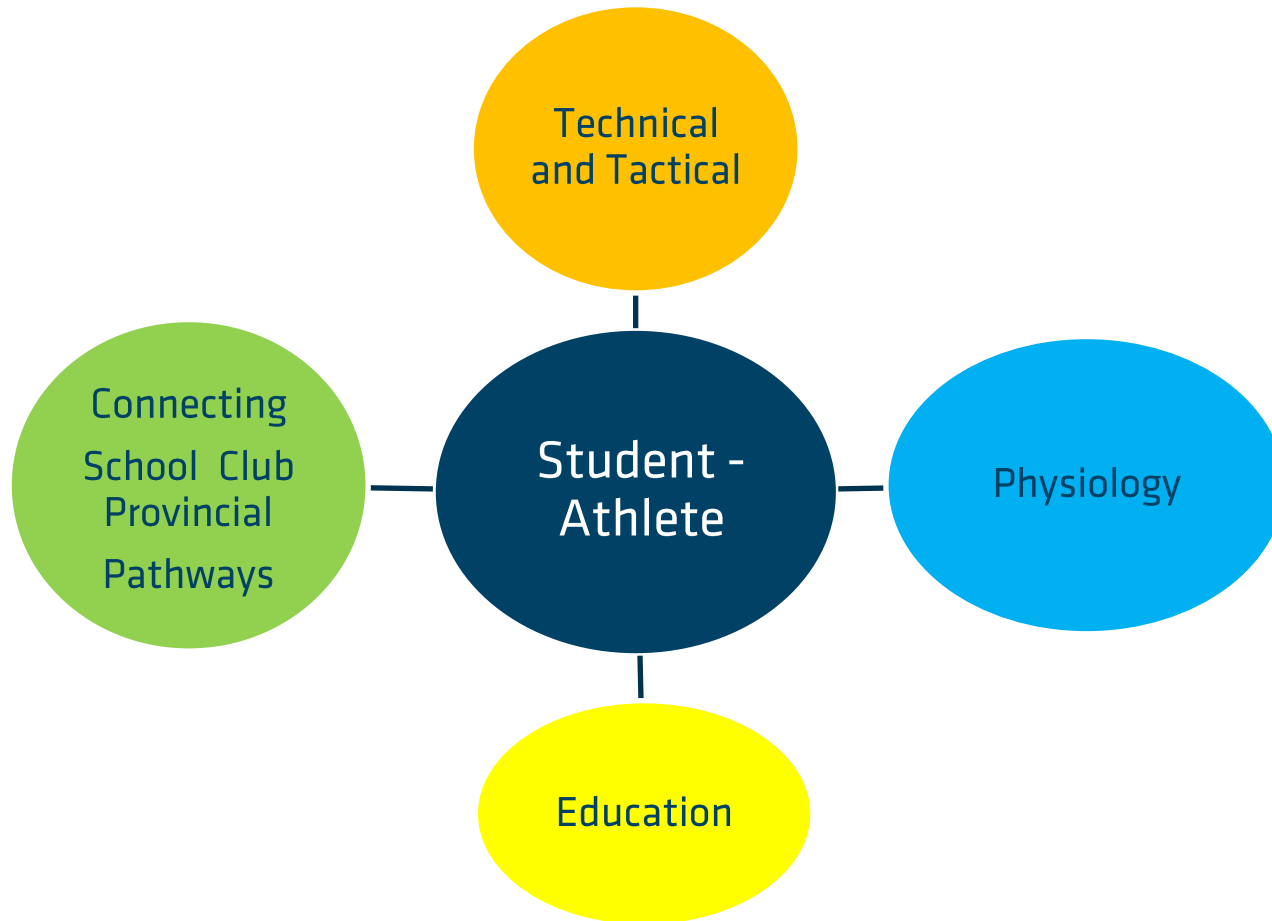 Technical
and Tactical
Connecting
School Club
Provincial
Pathways
Student -
Athlete
Physiology
Education